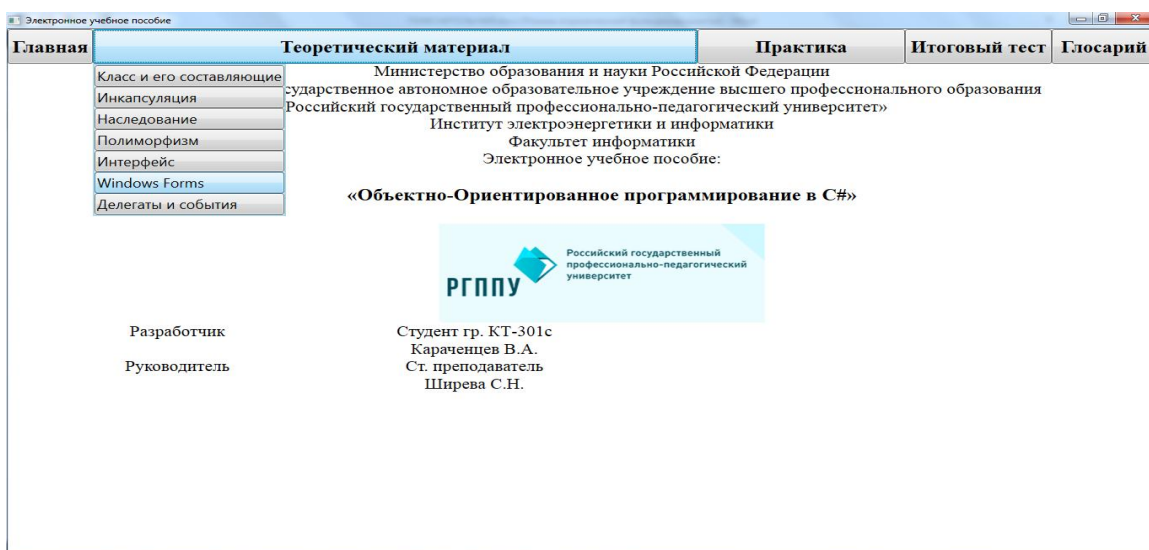 Электронное учебное пособие
Главная Теоретический материал Практика Итоговый тест Глосарий
Класс и его составляющие
Инкапсуляция
Наследование
Полиморфизм
Интерфейс
Windows Forms
Делегаты и события
Министерство образования и науки Российской Федерации
автономное образовательное учреждение высшего профессионального образования
Российский государственный профессионально-педагогический университет»
Институт электроэнергетики и информатики
Факультет информатики
Электронное учебное пособие:
«Объектно-Ориентированное программирование в C#»
РГППУ
Российский государственный
профессионально-педагогический
университет
Разработчик Студент гр. КТ-301с
Караченцев В.А.
Руководитель Ст. преподаватель
Ширева С.Н.